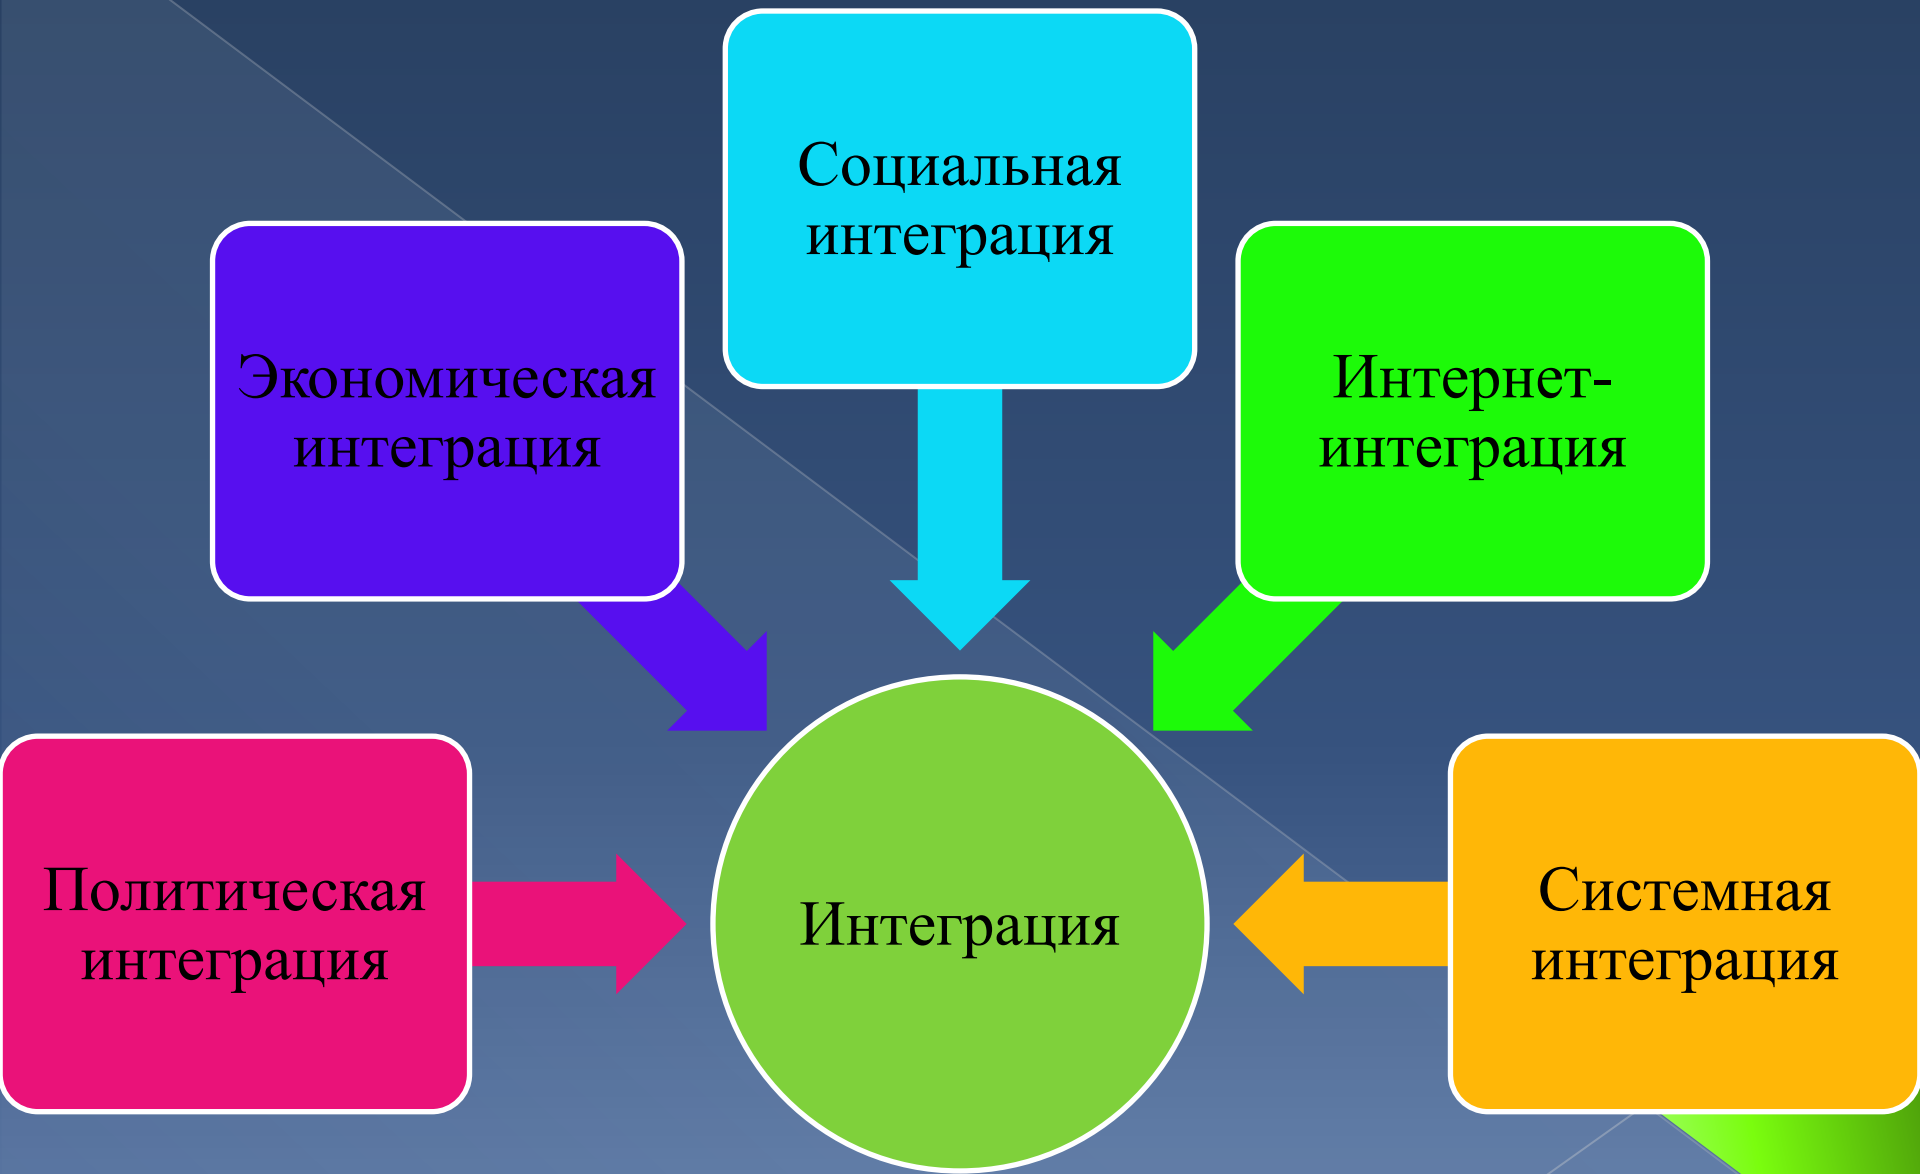 Социальная
интеграция
Экономическая
интеграция
Интернет-
интеграция
Политическая
интеграция
Интеграция
Системная
интеграция